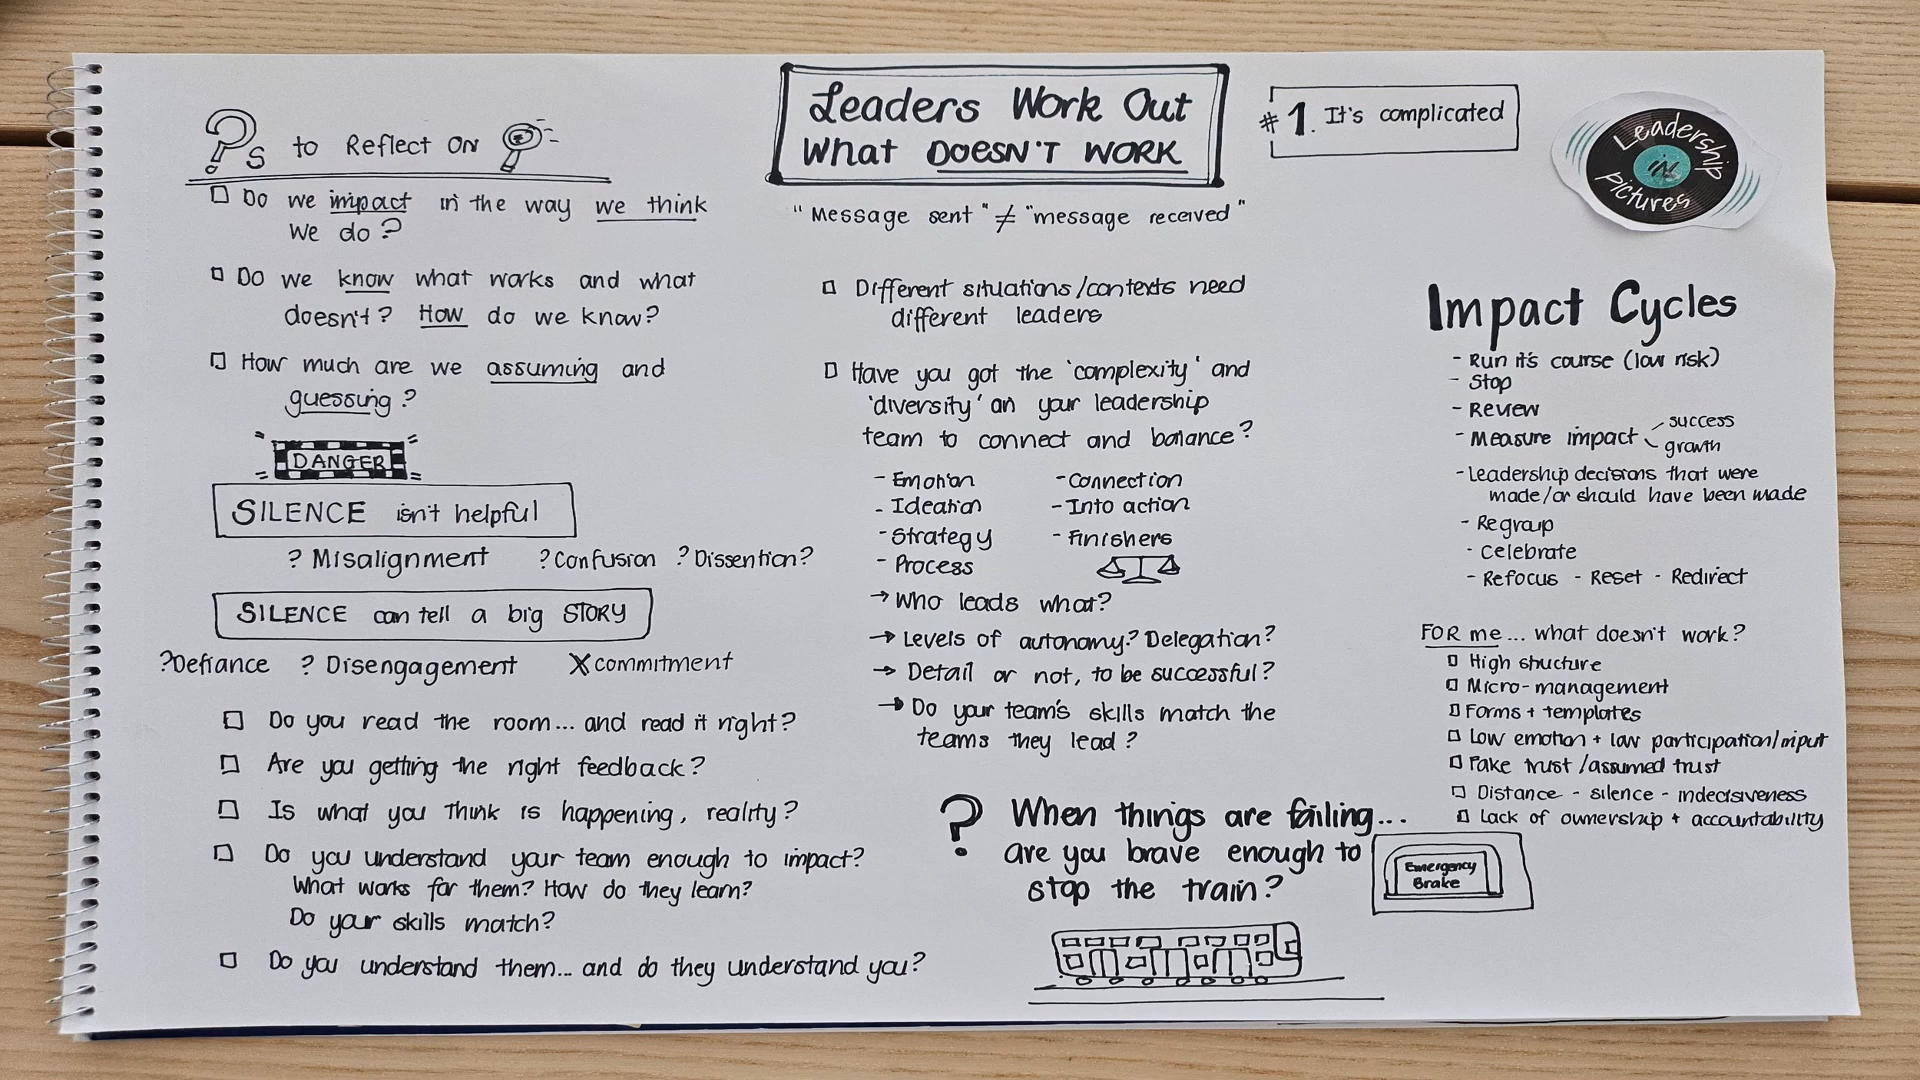 Leaders Work Out
What DOESN'T WORK
#1. It's complicated
Leadership
in
pictures
?s to Reflect ON
Do we impact in the way we think
we do?
Do we know what works and what
doesn't? How do we know?
How much are we assuming and
guessing?
DANGER
SILENCE isn't helpful
? Misalignment ? Confusion ? Dissention?
SILENCE can tell a big STORY
?Defiance ? Disengagement X commitment
Do you read the room... and read it right?
Are you getting the right feedback?
Is what you Think is happening, reality?
Do you understand your team enough to impact?
What works for them? How do they learn?
Do your skills match?
Do you understand them... and do they understand you?
"Message sent" ≠ "message received"
Different situations/contexts need
different leaders
Have you got the 'complexity' and
'diversity' on your leadership
team to connect and balance?
- Emotion
- Ideation
- Strategy
- Process
- Connection
- Into action
- Finishers
→ Who leads what?
→ Levels of autonomy? Delegation?
→ Detail or not, to be successful?
→ Do your team's skills match the
teams they lead?
? When things are failing...
are you brave enough to
stop the train?
Emergency
Brake
Impact Cycles
- Run it's course (low risk)
- Stop
- Review
- Measure impact
success
growth
- Leadership decisions that were
made/or should have been made
- Regroup
- Celebrate
- Refocus - Reset - Redirect
FOR me... what doesn't work?
High structure
Micro-management
Forms + templates
Low emotion + low participation/input
Fake trust/assumed trust
Distance - silence - indecisiveness
Lack of ownership + accountability